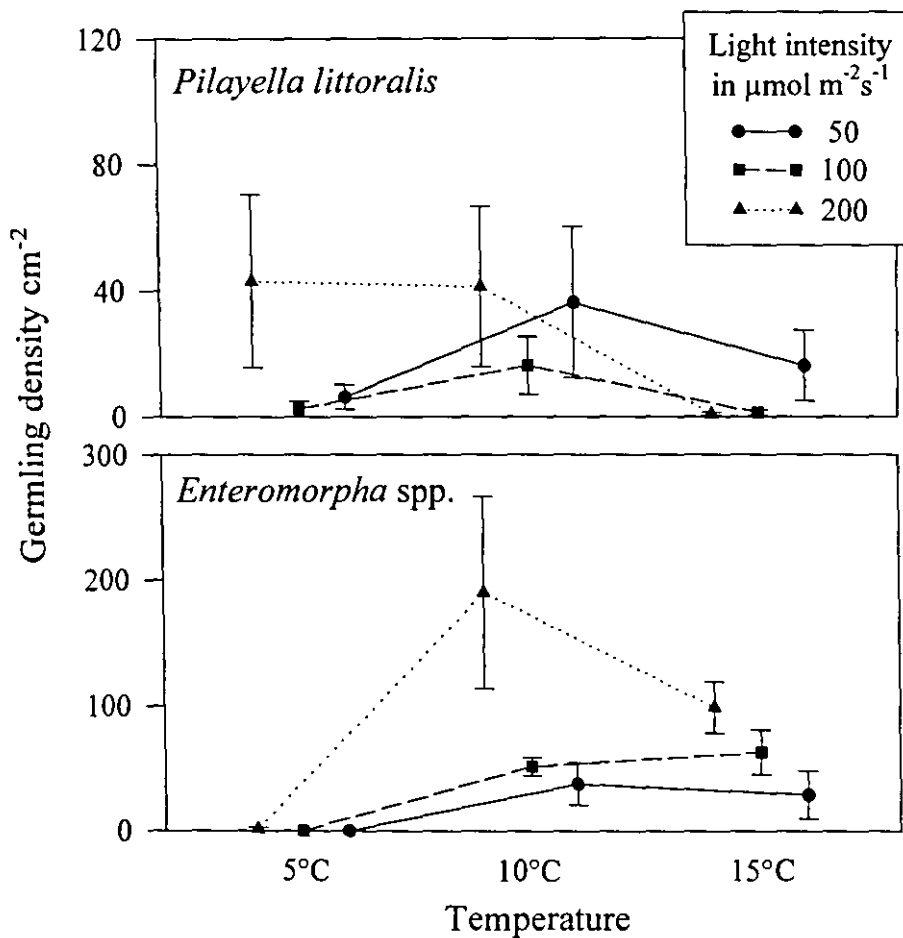 120
80
40
0
Pilayella littoralis
Light intensity
in µmol m⁻²s⁻¹
50
100
200
Germling density cm⁻²
300
200
100
0
Enteromorpha spp.
5°C
10°C
15°C
Temperature